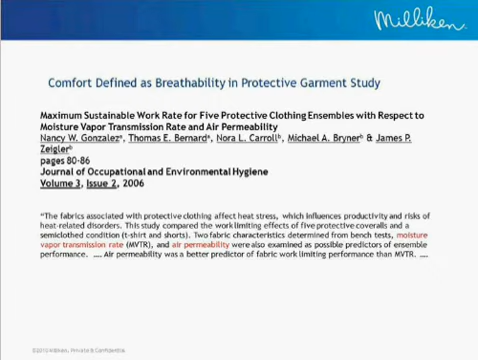 Milliken.
Comfort Defined as Breathability in Protective Garment Study
Maximum Sustainable Work Rate for Five Protective Clothing Ensembles with Respect to
Moisture Vapor Transmission Rate and Air Permeability
Nancy W. Gonzalezª, Thomas E. Bernardª, Nora L. Carrollᵇ, Michael A. Brynerᵇ & James P.
Zeiglerᵇ
pages 80-86
Journal of Occupational and Environmental Hygiene
Volume 3, Issue 2, 2006
"The fabrics associated with protective clothing affect heat stress, which influences productivity and risks of
heat-related disorders. This study compared the work limiting effects of five protective coveralls and a
semiclothed condition (t-shirt and shorts). Two fabric characteristics determined from bench tests, moisture
vapor transmission rate (MVTR), and air permeability were also examined as possible predictors of ensemble
performance. .... Air permeability was a better predictor of fabric work limiting performance than MVTR. ....
©2010 Milliken, Private & Confidential